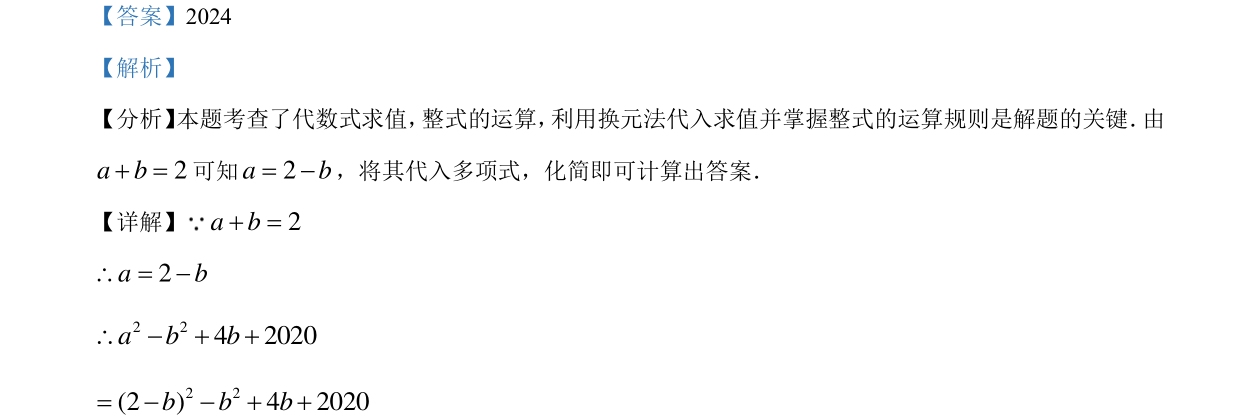 【答案】2024
【解析】
【分析】本题考查了代数式求值，整式的运算，利用换元法代入求值并掌握整式的运算规则是解题的关键．由
a+b=2可知a=2−b，将其代入多项式，化简即可计算出答案．
【详解】∵a+b=2
∴a=2−b
∴a²−b²+4b+2020
=(2−b)²−b²+4b+2020